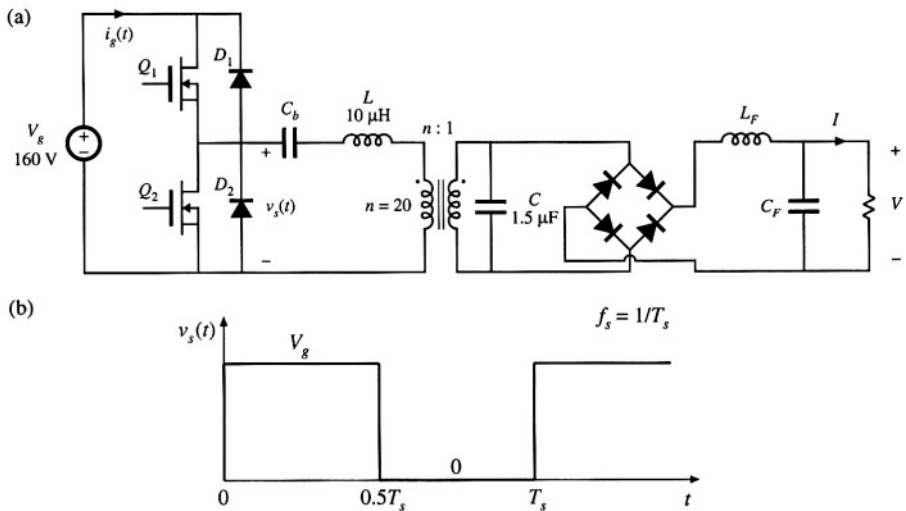 (a)
i_g(t)
Q_1
D_1
C_b
L
10 μH
n : 1
L_F
I
V_g
160 V
+
−
Q_2
D_2
+
v_s(t)
−
n = 20
C
1.5 μF
C_F
+
V
−
(b)
v_s(t)
V_g
f_s = 1/T_s
0
0
0.5T_s
T_s
t